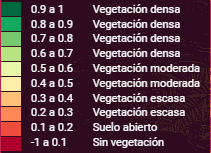 0.9 a 1 Vegetación densa
0.8 a 0.9 Vegetación densa
0.7 a 0.8 Vegetación densa
0.6 a 0.7 Vegetación densa
0.5 a 0.6 Vegetación moderada
0.4 a 0.5 Vegetación moderada
0.3 a 0.4 Vegetación escasa
0.2 a 0.3 Vegetación escasa
0.1 a 0.2 Suelo abierto
-1 a 0.1 Sin vegetación